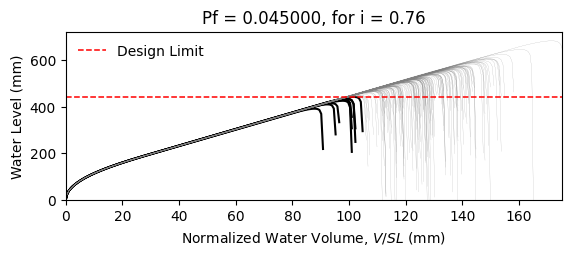 Pf = 0.045000, for i = 0.76
Water Level (mm)
600
400
200
0
Design Limit
0 20 40 60 80 100 120 140 160
Normalized Water Volume, V/SL (mm)